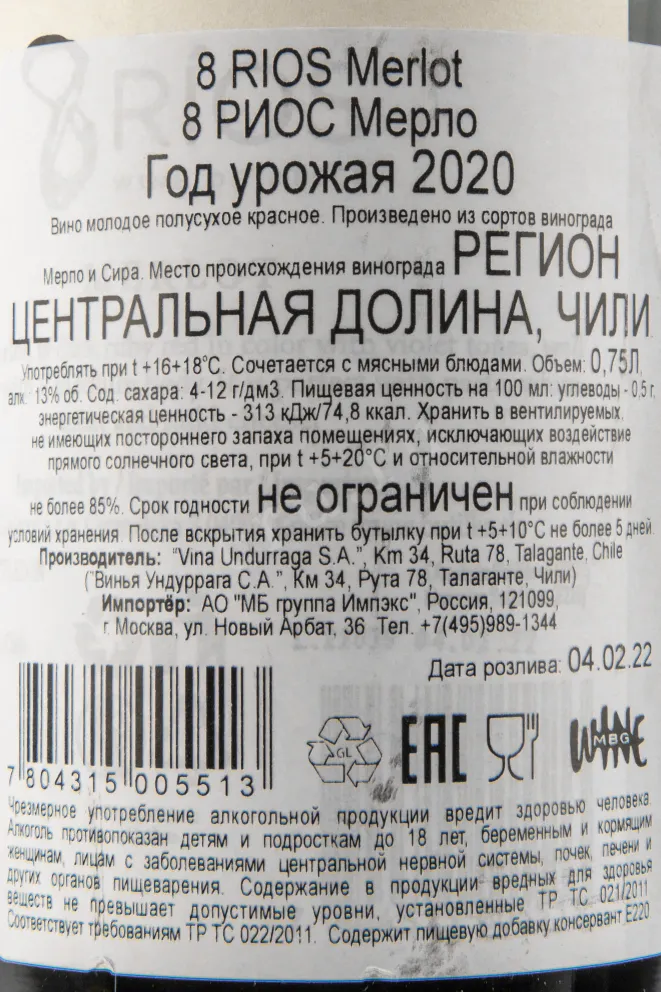 8 RIOS Merlot
8 РИОС Мерло
Год урожая 2020
Вино молодое полусухое красное. Произведено из сортов винограда
Мерло и Сира. Место происхождения винограда РЕГИОН
ЦЕНТРАЛЬНАЯ ДОЛИНА, ЧИЛИ.
Употреблять при t +16+18°С. Сочетается с мясными блюдами. Объем: 0,75Л,
алк. 13% об. Сод. сахара: 4-12 г/дм3. Пищевая ценность на 100 мл: углеводы - 0,5 г,
энергетическая ценность - 313 кДж/74,8 ккал. Хранить в вентилируемых,
не имеющих постороннего запаха помещениях, исключающих воздействие
прямого солнечного света, при t +5+20°С и относительной влажности
не более 85%. Срок годности не ограничен при соблюдении
условий хранения. После вскрытия хранить бутылку при t +5+10°С не более 5 дней.
Производитель: "Vina Undurraga S.A.", Km 34, Ruta 78, Talagante, Chile
("Винья Ундуррага С.А.", Км 34, Рута 78, Талаганте, Чили)
Импортёр: АО "МБ группа Импэкс", Россия, 121099,
г. Москва, ул. Новый Арбат, 36 Тел. +7(495)989-1344
Дата розлива: 04.02.22
7 804315 005513
GL
EAC
WINE
MBG
Чрезмерное употребление алкогольной продукции вредит здоровью человека.
Алкоголь противопоказан детям и подросткам до 18 лет, беременным и кормящим
женщинам, лицам с заболеваниями центральной нервной системы, почек, печени и
других органов пищеварения. Содержание в продукции вредных для здоровья
веществ не превышает допустимые уровни, установленные ТР ТС 021/2011
Соответствует требованиям ТР ТС 022/2011. Содержит пищевую добавку консервант Е220